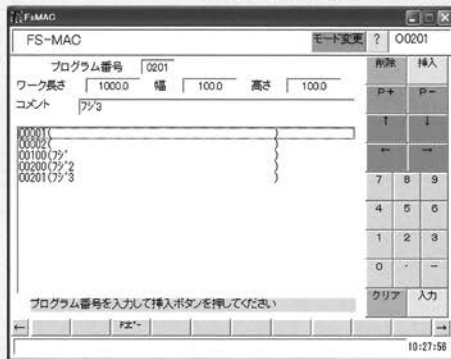 FsMAC
FS-MAC モード変更 ? O0201
プログラム番号 0201
ワーク長さ 1000.0 幅 100.0 高さ 100.0
コメント フジ3
O0001( )
O0002( )
O0100(フジ )
O0200(フジ2 )
O0201(フジ3 )
プログラム番号を入力して挿入ボタンを押してください
削除 挿入
P+ P-
↑ ↓
← →
7 8 9
4 5 6
1 2 3
0 . -
クリア 入力
← Pコピー →
10:27:56